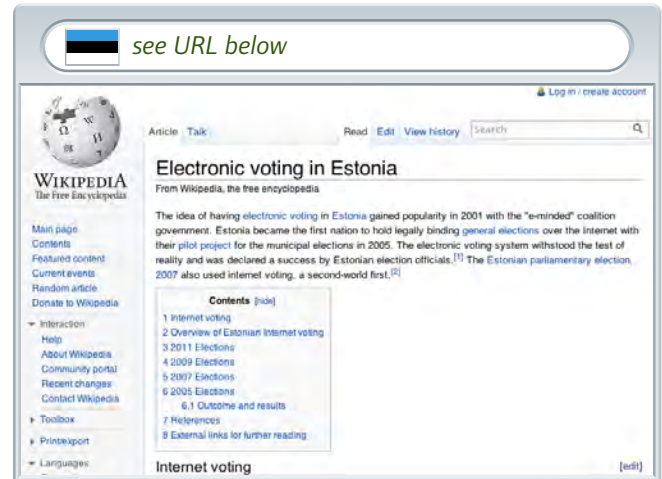 see URL below
Log in / create account
Article Talk Read Edit View history Search
WIKIPEDIA
The Free Encyclopedia
Electronic voting in Estonia
From Wikipedia, the free encyclopedia
The idea of having electronic voting in Estonia gained popularity in 2001 with the "e-minded" coalition
government. Estonia became the first nation to hold legally binding general elections over the Internet with
their pilot project for the municipal elections in 2005. The electronic voting system withstood the test of
reality and was declared a success by Estonian election officials.[1] The Estonian parliamentary election,
2007 also used internet voting, a second-world first.[2]
Main page
Contents
Featured content
Current events
Random article
Donate to Wikipedia
Interaction
Help
About Wikipedia
Community portal
Recent changes
Contact Wikipedia
Toolbox
Print/export
Languages
Contents [hide]
1 Internet voting
2 Overview of Estonian Internet voting
3 2011 Elections
4 2009 Elections
5 2007 Elections
6 2005 Elections
6.1 Outcome and results
7 References
8 External links for further reading
Internet voting [edit]